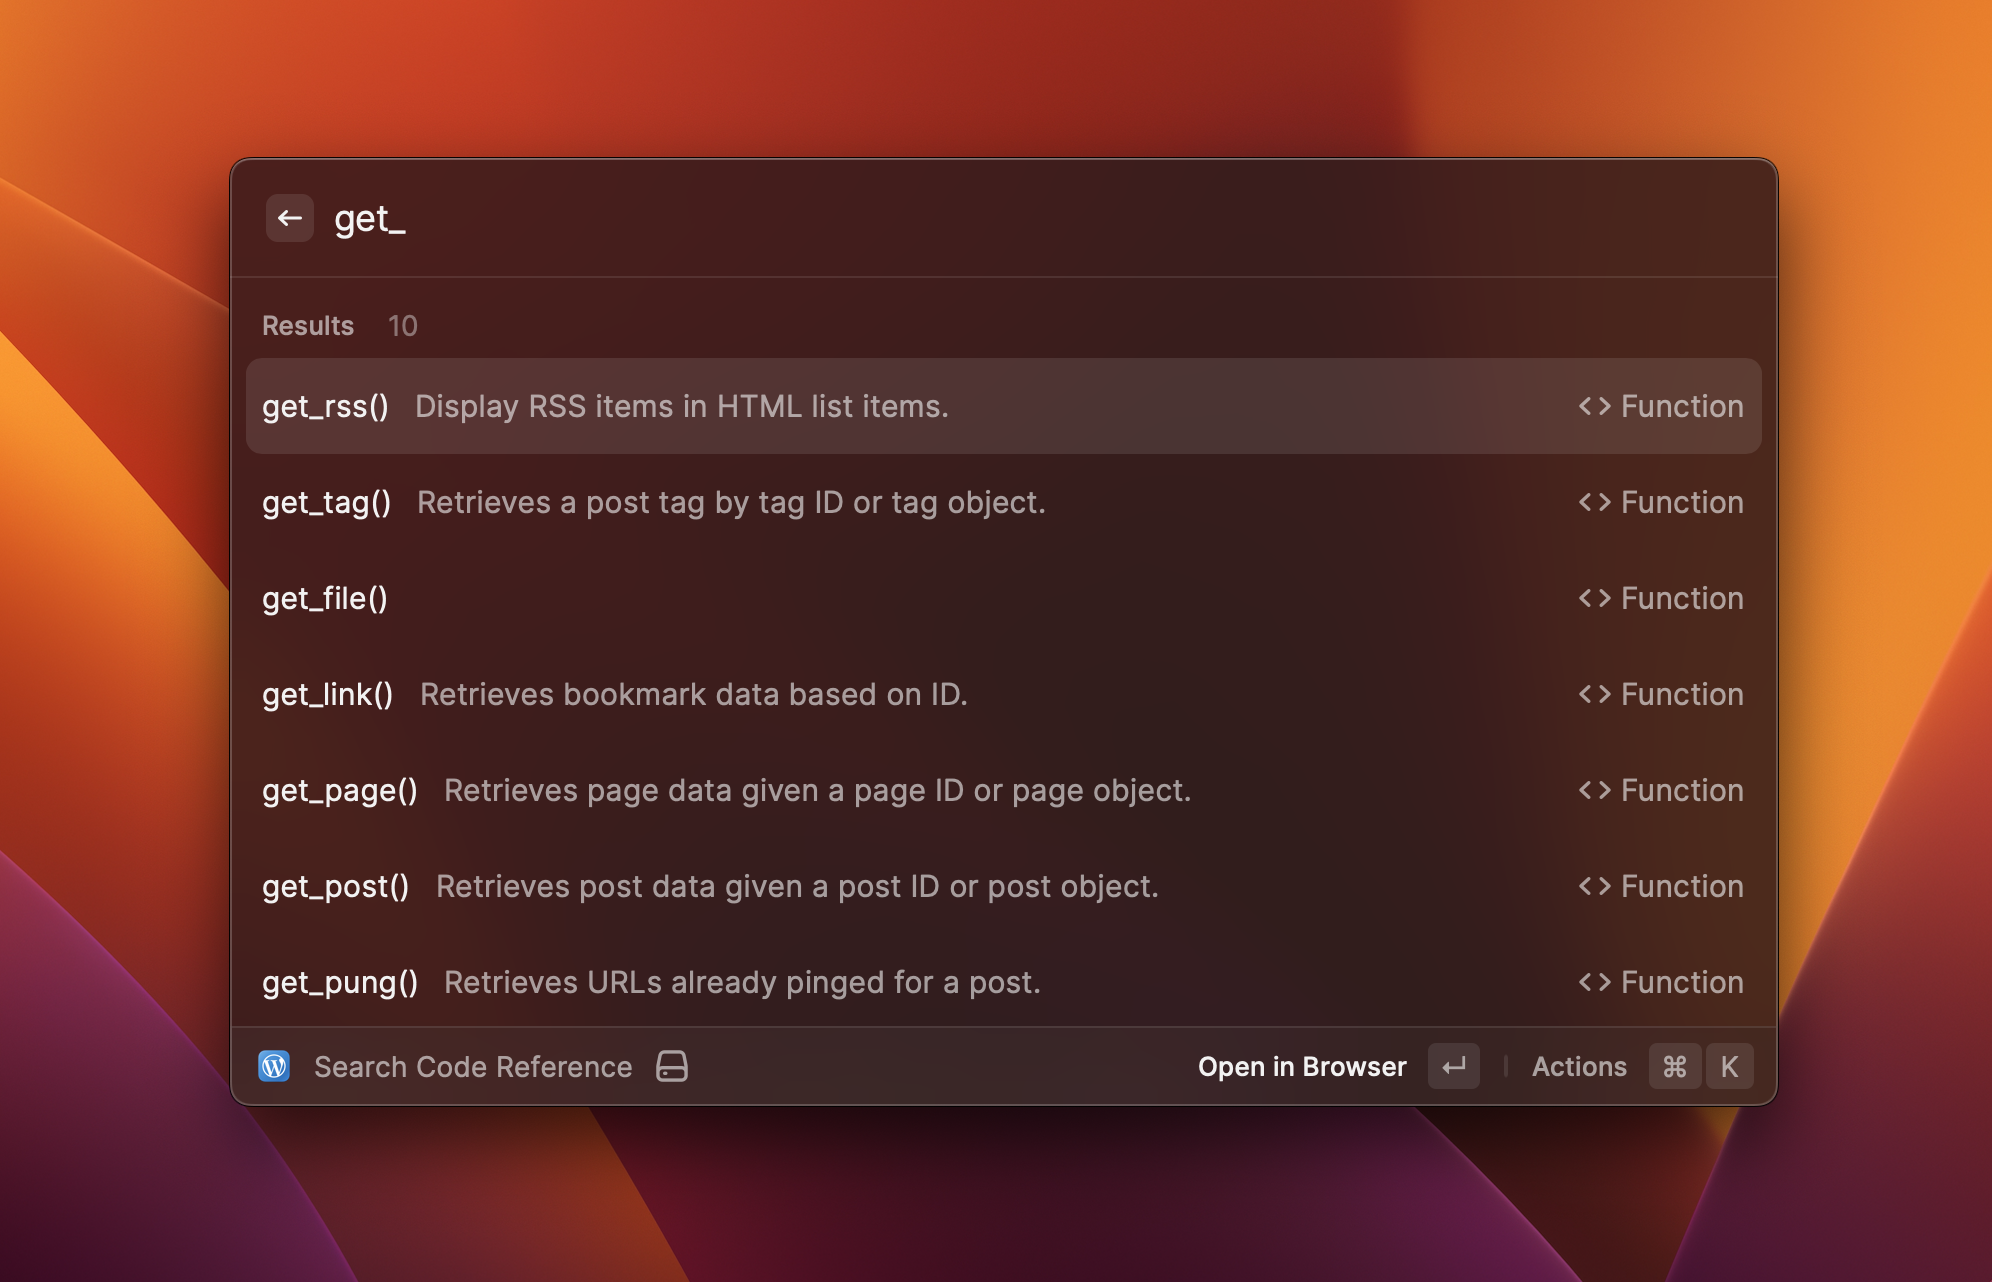 get_
Results 10
get_rss() Display RSS items in HTML list items. <> Function
get_tag() Retrieves a post tag by tag ID or tag object. <> Function
get_file() <> Function
get_link() Retrieves bookmark data based on ID. <> Function
get_page() Retrieves page data given a page ID or page object. <> Function
get_post() Retrieves post data given a post ID or post object. <> Function
get_pung() Retrieves URLs already pinged for a post. <> Function
Search Code Reference Open in Browser ↵ | Actions ⌘ K